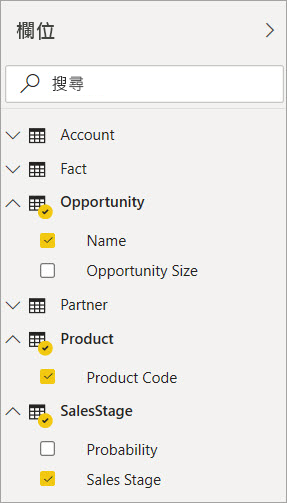 欄位
搜尋
Account
Fact
Opportunity
Name
Opportunity Size
Partner
Product
Product Code
SalesStage
Probability
Sales Stage